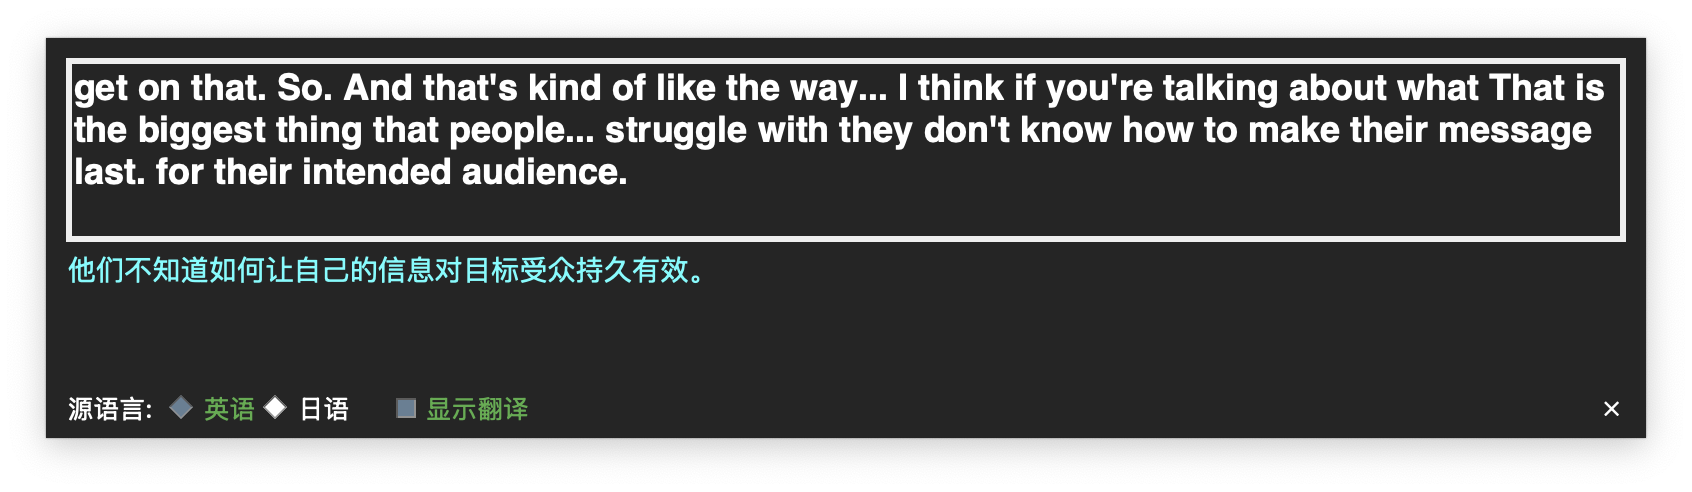 get on that. So. And that's kind of like the way... I think if you're talking about what That is
the biggest thing that people... struggle with they don't know how to make their message
last. for their intended audience.
他们不知道如何让自己的信息对目标受众持久有效。
源语言: 英语 日语 显示翻译 ×